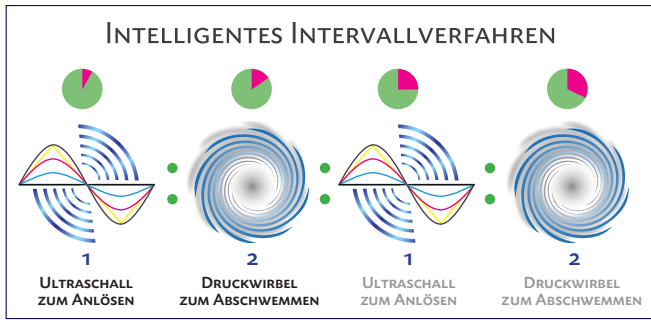 Intelligentes Intervallverfahren
1
2
1
2
Ultraschall
zum Anlösen
Druckwirbel
zum Abschwemmen
Ultraschall
zum Anlösen
Druckwirbel
zum Abschwemmen